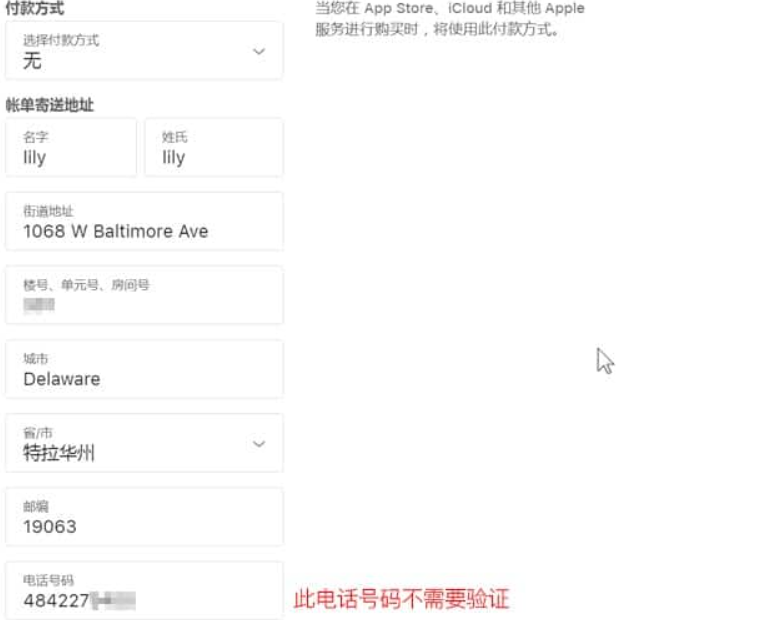 付款方式
当您在 App Store、iCloud 和其他 Apple
服务进行购买时，将使用此付款方式。
选择付款方式
无
帐单寄送地址
名字
lily
姓氏
lily
街道地址
1068 W Baltimore Ave
楼号、单元号、房间号
城市
Delaware
省/市
特拉华州
邮编
19063
电话号码
484227
此电话号码不需要验证